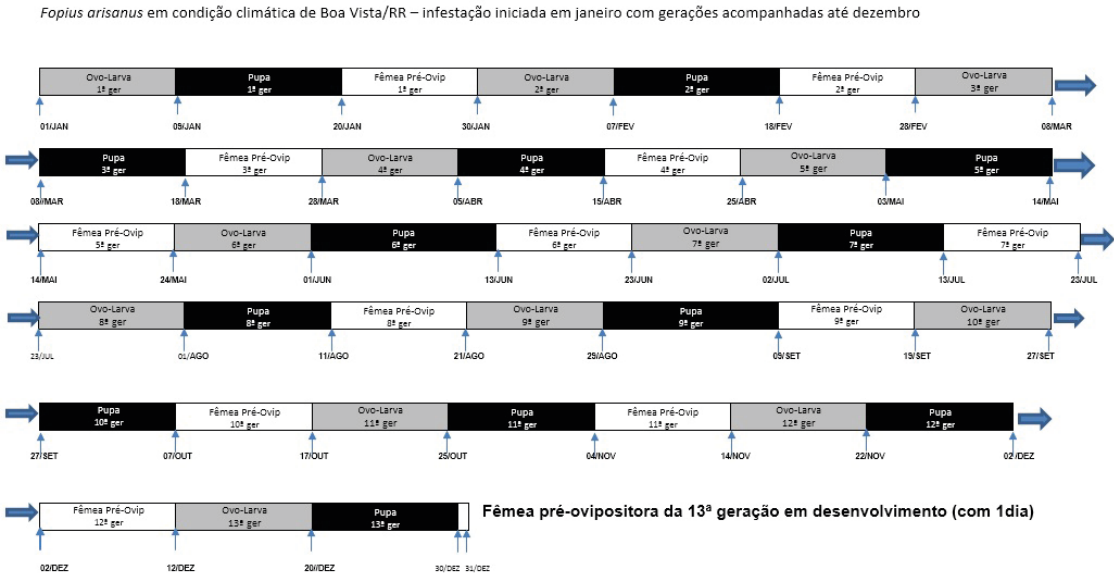 Fopius arisanus em condição climática de Boa Vista/RR – infestação iniciada em janeiro com gerações acompanhadas até dezembro
Ovo-Larva Pupa Fêmea Pré-Ovip Ovo-Larva Pupa Fêmea Pré-Ovip Ovo-Larva
1ª ger 1ª ger 1ª ger 2ª ger 2ª ger 2ª ger 3ª ger
01/JAN 09/JAN 20/JAN 30/JAN 07/FEV 18/FEV 28/FEV 08/MAR
Pupa Fêmea Pré-Ovip Ovo-Larva Pupa Fêmea Pré-Ovip Ovo-Larva Pupa
3ª ger 3ª ger 4ª ger 4ª ger 4ª ger 5ª ger 5ª ger
08//MAR 18/MAR 28/MAR 05/ABR 15/ABR 25/ABR 03/MAI 14/MAI
Fêmea Pré-Ovip Ovo-Larva Pupa Fêmea Pré-Ovip Ovo-Larva Pupa Fêmea Pré-Ovip
5ª ger 6ª ger 6ª ger 6ª ger 7ª ger 7ª ger 7ª ger
14/MAI 24/MAI 01/JUN 13/JUN 23/JUN 02/JUL 13/JUL 23/JUL
Ovo-Larva Pupa Fêmea Pré-Ovip Ovo-Larva Pupa Fêmea Pré-Ovip Ovo-Larva
8ª ger 8ª ger 8ª ger 9ª ger 9ª ger 9ª ger 10ª ger
23/JUL 01/AGO 11/AGO 21/AGO 29/AGO 09/SET 19/SET 27/SET
Pupa Fêmea Pré-Ovip Ovo-Larva Pupa Fêmea Pré-Ovip Ovo-Larva Pupa
10ª ger 10ª ger 11ª ger 11ª ger 11ª ger 12ª ger 12ª ger
27/SET 07/OUT 17/OUT 25/OUT 04/NOV 14/NOV 22/NOV 02/DEZ
Fêmea Pré-Ovip Ovo-Larva Pupa Fêmea pré-ovipositora da 13ª geração em desenvolvimento (com 1dia)
12ª ger 13ª ger 13ª ger
02/DEZ 12/DEZ 20//DEZ 30/DEZ 31/DEZ